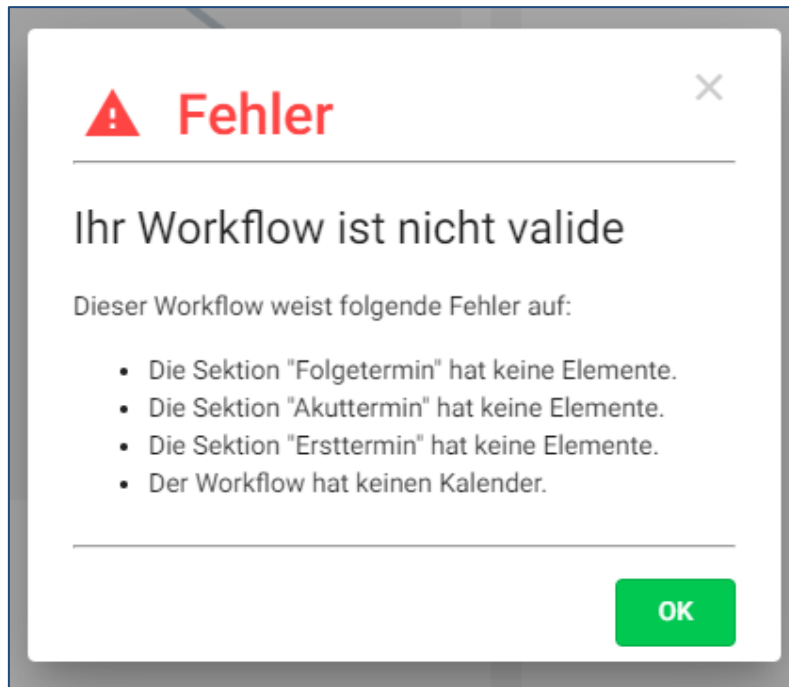 Fehler
Ihr Workflow ist nicht valide
Dieser Workflow weist folgende Fehler auf:
• Die Sektion "Folgetermin" hat keine Elemente.
• Die Sektion "Akuttermin" hat keine Elemente.
• Die Sektion "Ersttermin" hat keine Elemente.
• Der Workflow hat keinen Kalender.
OK